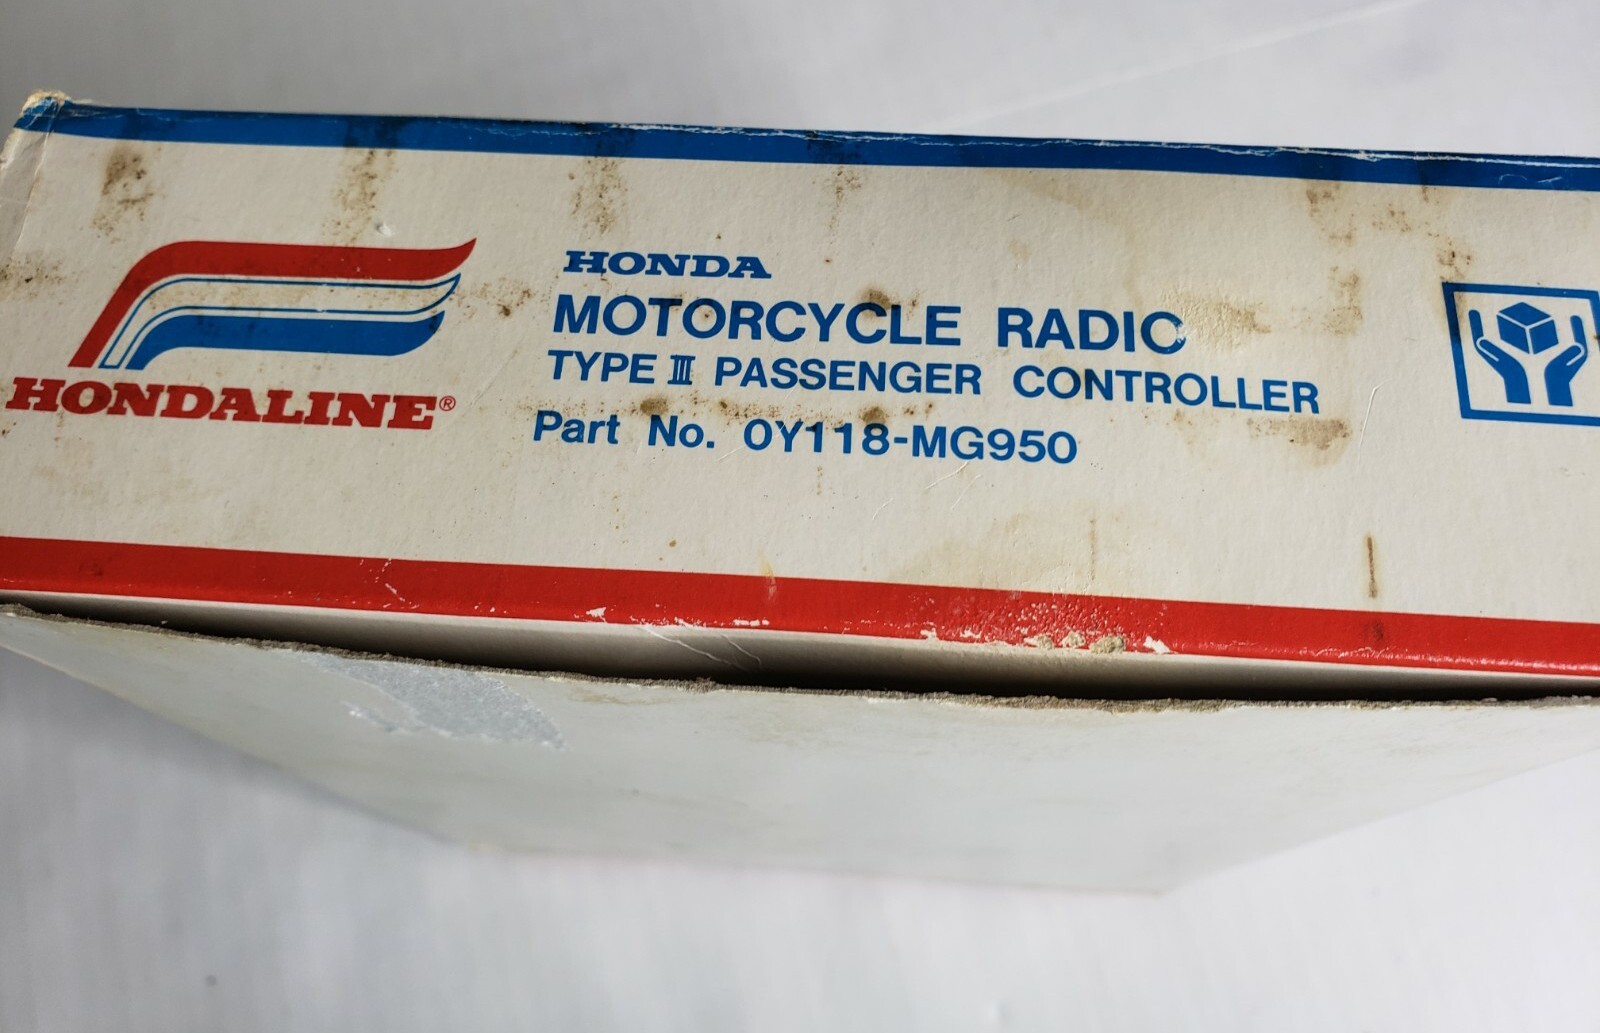 HONDALINE®
HONDA
MOTORCYCLE RADIO
TYPE III PASSENGER CONTROLLER
Part No. 0Y118-MG950